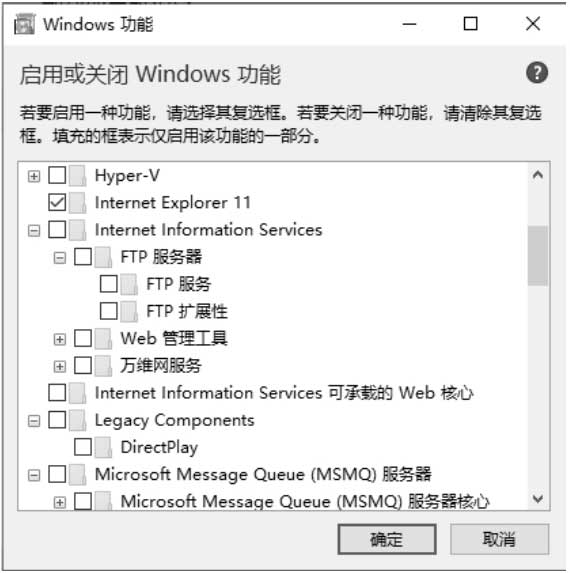 Windows 功能
启用或关闭 Windows 功能
?
若要启用一种功能，请选择其复选框。若要关闭一种功能，请清除其复选
框。填充的框表示仅启用该功能的一部分。
Hyper-V
Internet Explorer 11
Internet Information Services
FTP 服务器
FTP 服务
FTP 扩展性
Web 管理工具
万维网服务
Internet Information Services 可承载的 Web 核心
Legacy Components
DirectPlay
Microsoft Message Queue (MSMQ) 服务器
Microsoft Message Queue (MSMQ) 服务器核心
确定
取消